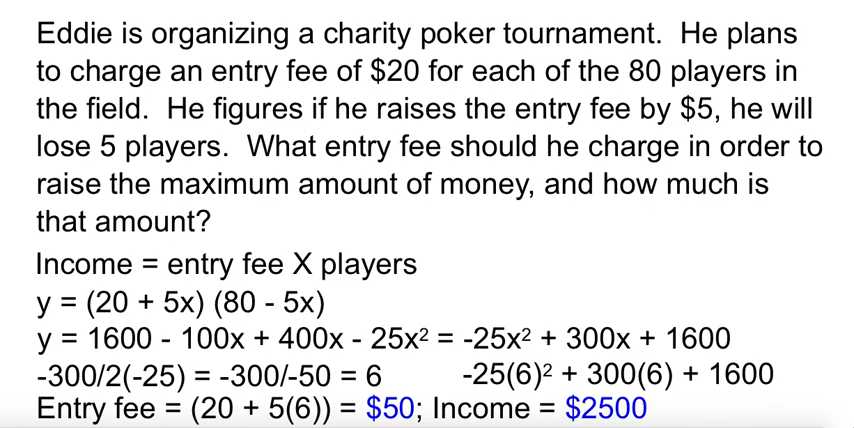 Eddie is organizing a charity poker tournament. He plans
to charge an entry fee of $20 for each of the 80 players in
the field. He figures if he raises the entry fee by $5, he will
lose 5 players. What entry fee should he charge in order to
raise the maximum amount of money, and how much is
that amount?
Income = entry fee X players
y = (20 + 5x) (80 - 5x)
y = 1600 - 100x + 400x - 25x² = -25x² + 300x + 1600
-300/2(-25) = -300/-50 = 6 -25(6)² + 300(6) + 1600
Entry fee = (20 + 5(6)) = $50; Income = $2500